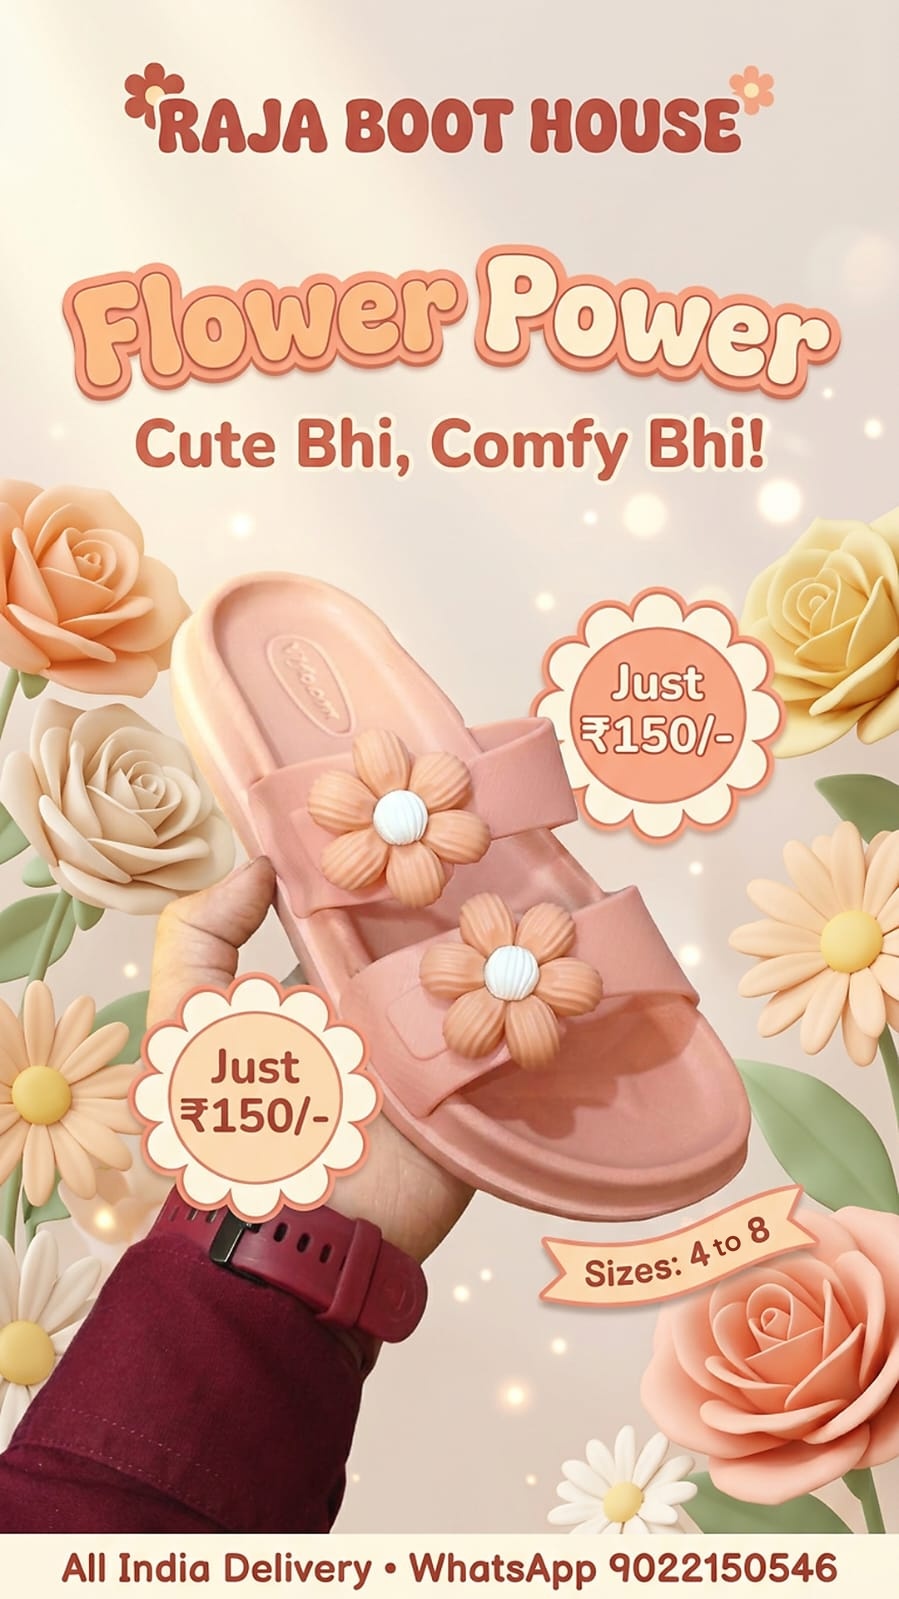 RAJA BOOT HOUSE
Flower Power
Cute Bhi, Comfy Bhi!
Just
₹150/-
Just
₹150/-
Sizes: 4 to 8
All India Delivery • WhatsApp 9022150546